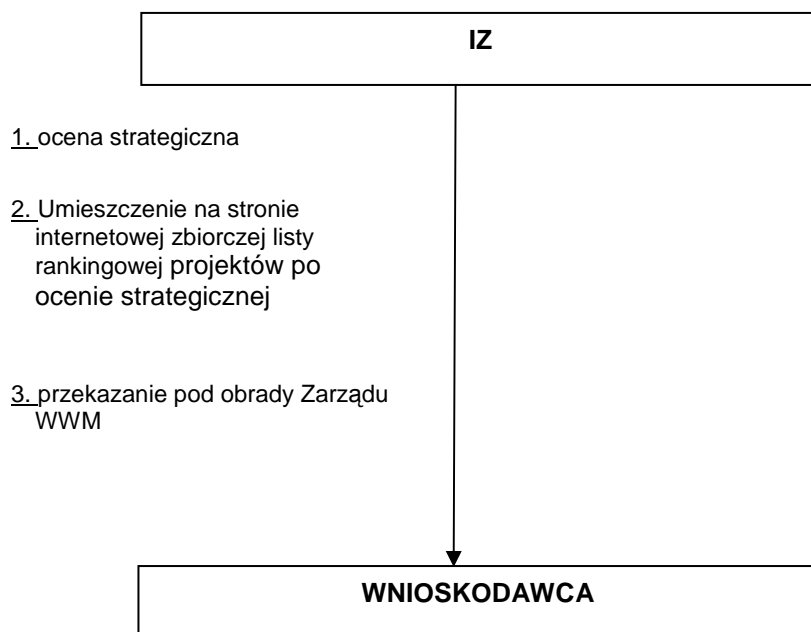 IZ
1. ocena strategiczna
2. Umieszczenie na stronie
internetowej zbiorczej listy
rankingowej projektów po
ocenie strategicznej
3. przekazanie pod obrady Zarządu
WWM
WNIOSKODAWCA